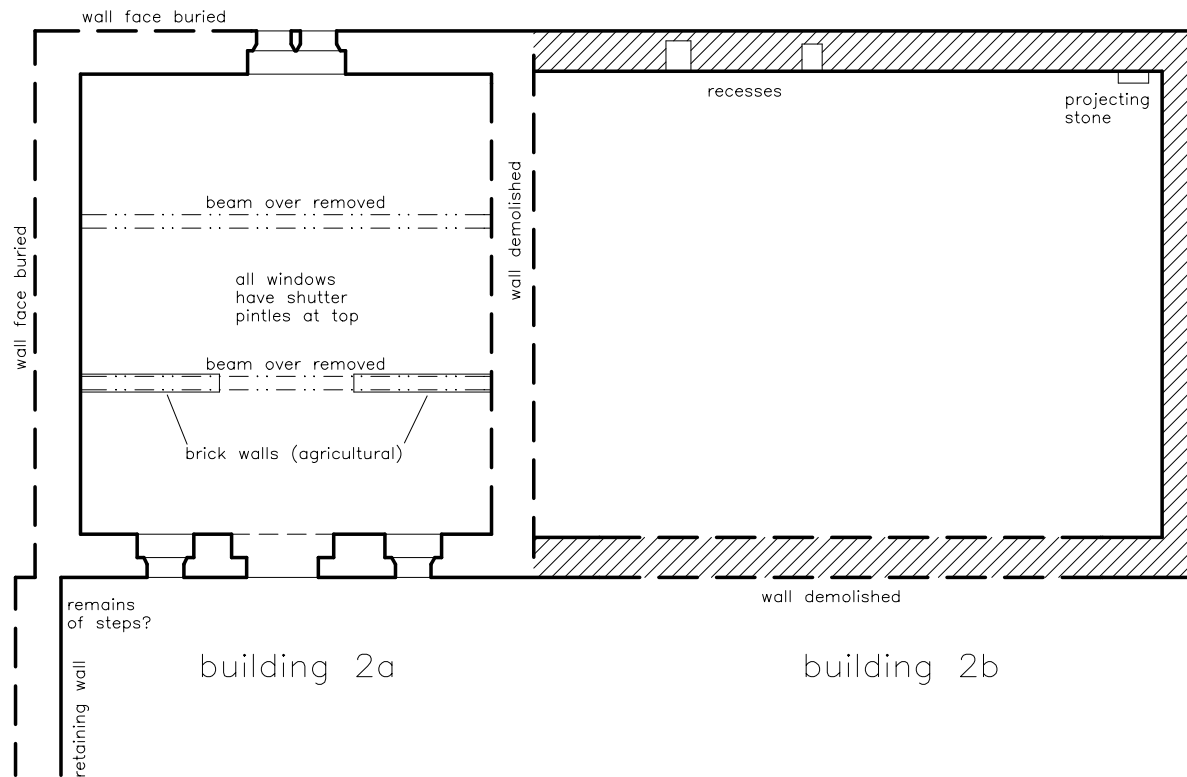 wall face buried
recesses
projecting
stone
beam over removed
wall demolished
wall face buried
all windows
have shutter
pintles at top
beam over removed
brick walls (agricultural)
wall demolished
remains
of steps?
building 2a
building 2b
retaining wall